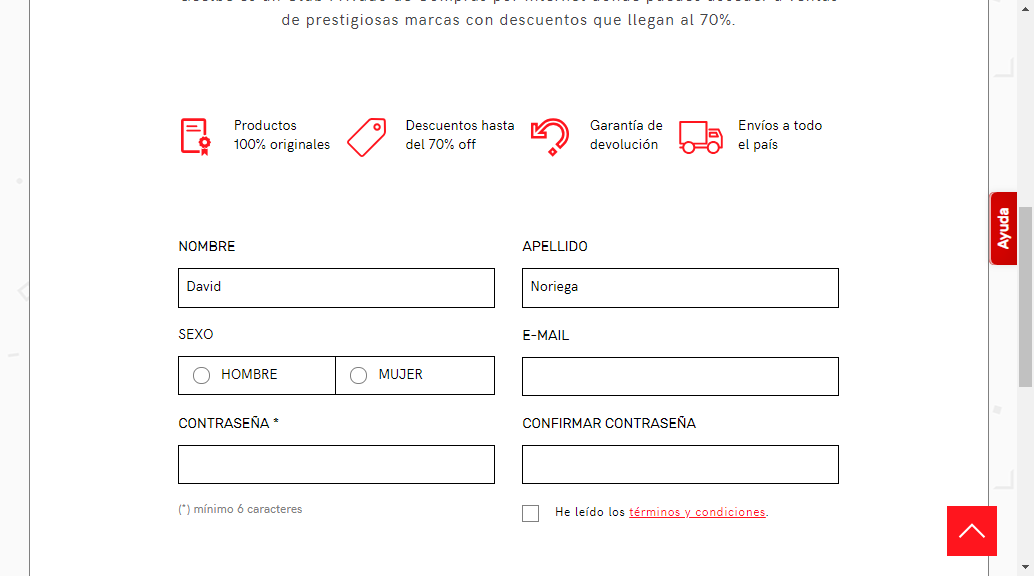 de prestigiosas marcas con descuentos que llegan al 70%.
Productos
100% originales
Descuentos hasta
del 70% off
Garantía de
devolución
Envíos a todo
el país
Ayuda
NOMBRE
APELLIDO
David
Noriega
SEXO
E-MAIL
HOMBRE
MUJER
CONTRASEÑA *
CONFIRMAR CONTRASEÑA
(*) mínimo 6 caracteres
He leído los términos y condiciones.